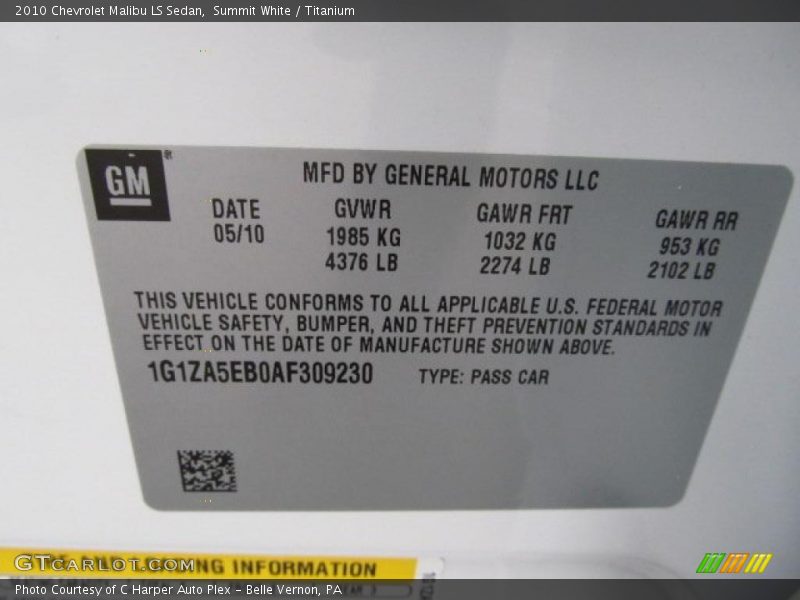 2010 Chevrolet Malibu LS Sedan,  Summit White / Titanium
GM ®
MFD BY GENERAL MOTORS LLC
DATE GVWR GAWR FRT GAWR RR
05/10 1985 KG 1032 KG 953 KG
4376 LB 2274 LB 2102 LB
THIS VEHICLE CONFORMS TO ALL APPLICABLE U.S. FEDERAL MOTOR
VEHICLE SAFETY, BUMPER, AND THEFT PREVENTION STANDARDS IN
EFFECT ON THE DATE OF MANUFACTURE SHOWN ABOVE.
1G1ZA5EB0AF309230 TYPE: PASS CAR
AND LOADING INFORMATION
GTcarlot.com
Photo Courtesy of C Harper Auto Plex - Belle Vernon, PA